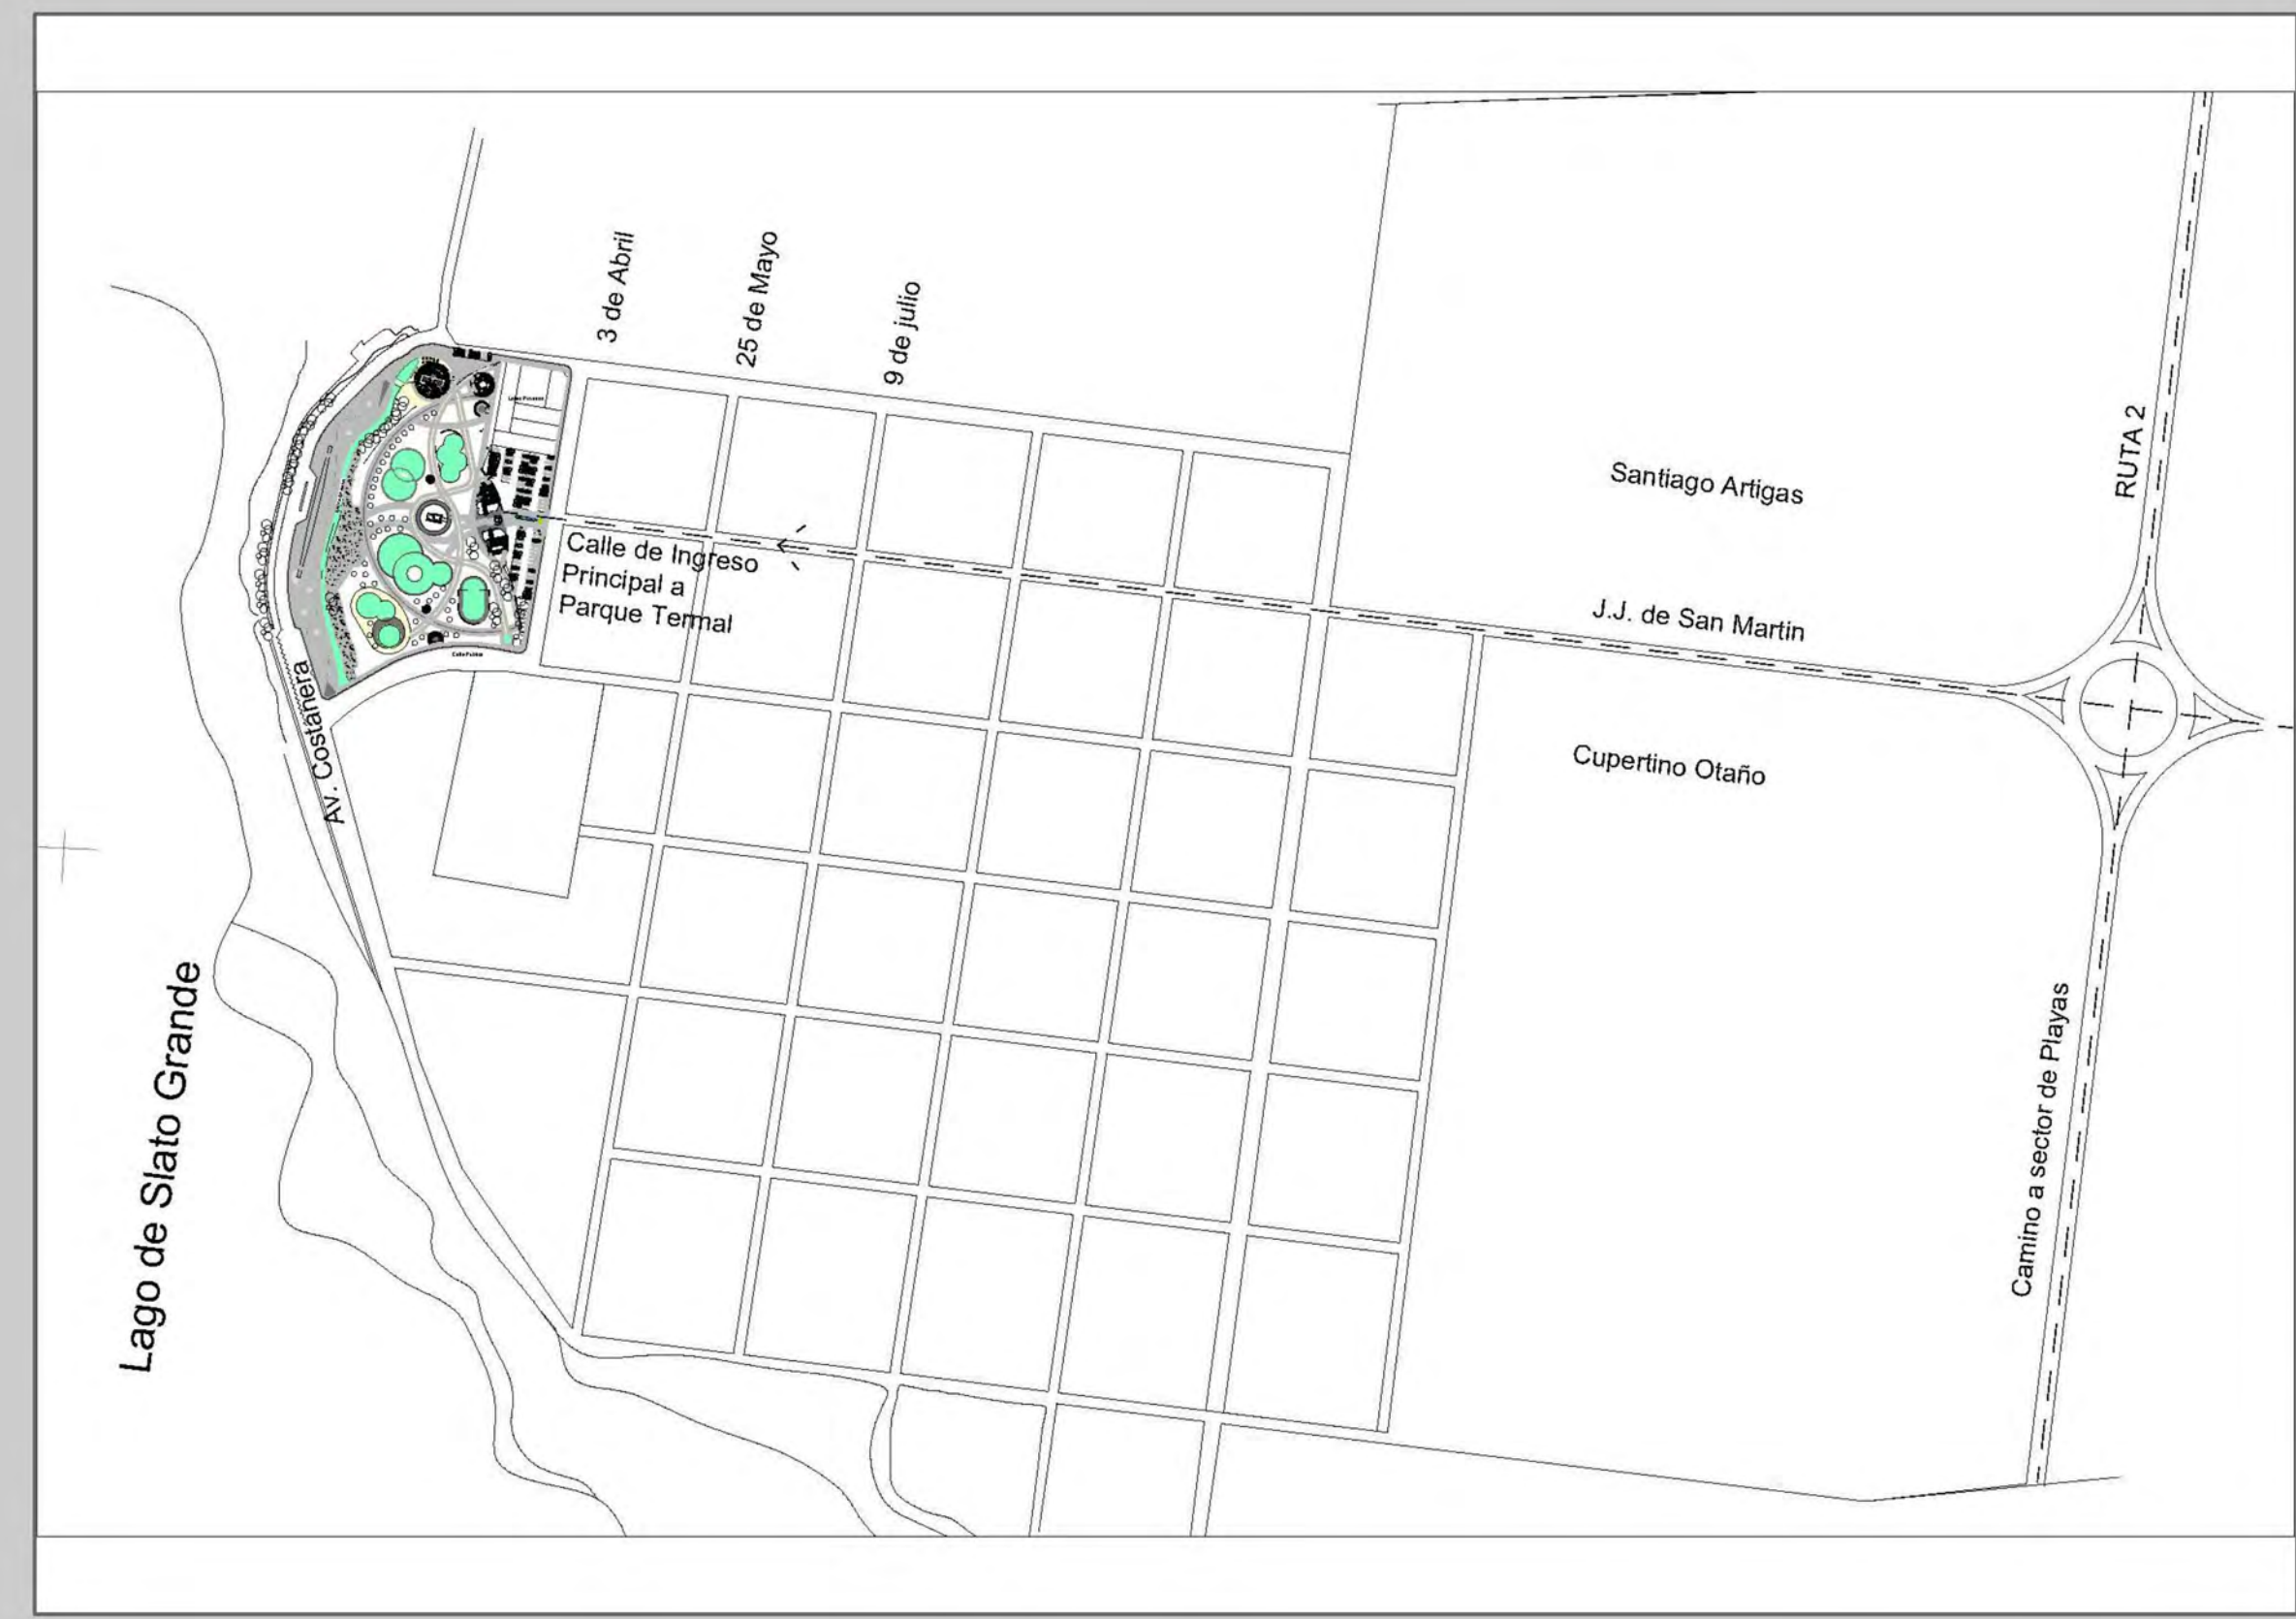 3 de Abril
25 de Mayo
9 de julio
RUTA 2
Santiago Artigas
Calle de Ingreso
Principal a
Parque Termal
J.J. de San Martin
Av. Costanera
Cupertino Otaño
Lago de Slato Grande
Camino a sector de Playas